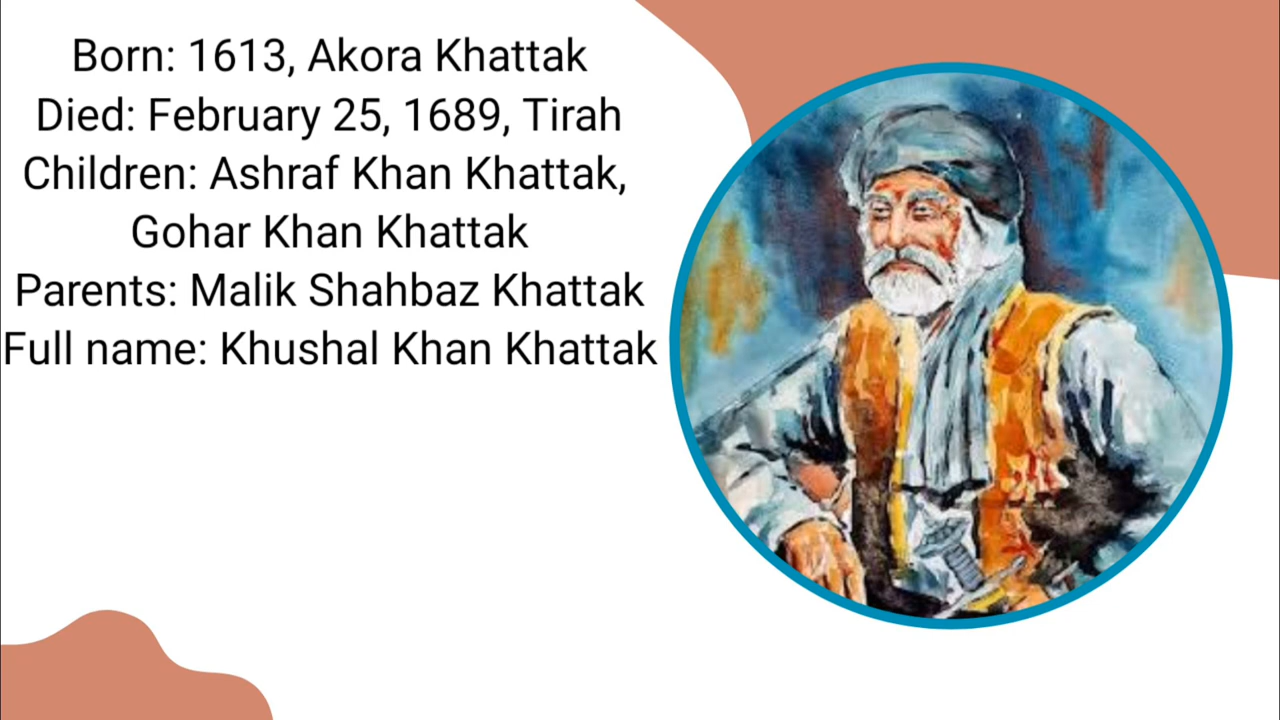 Born: 1613, Akora Khattak
Died: February 25, 1689, Tirah
Children: Ashraf Khan Khattak,
Gohar Khan Khattak
Parents: Malik Shahbaz Khattak
Full name: Khushal Khan Khattak